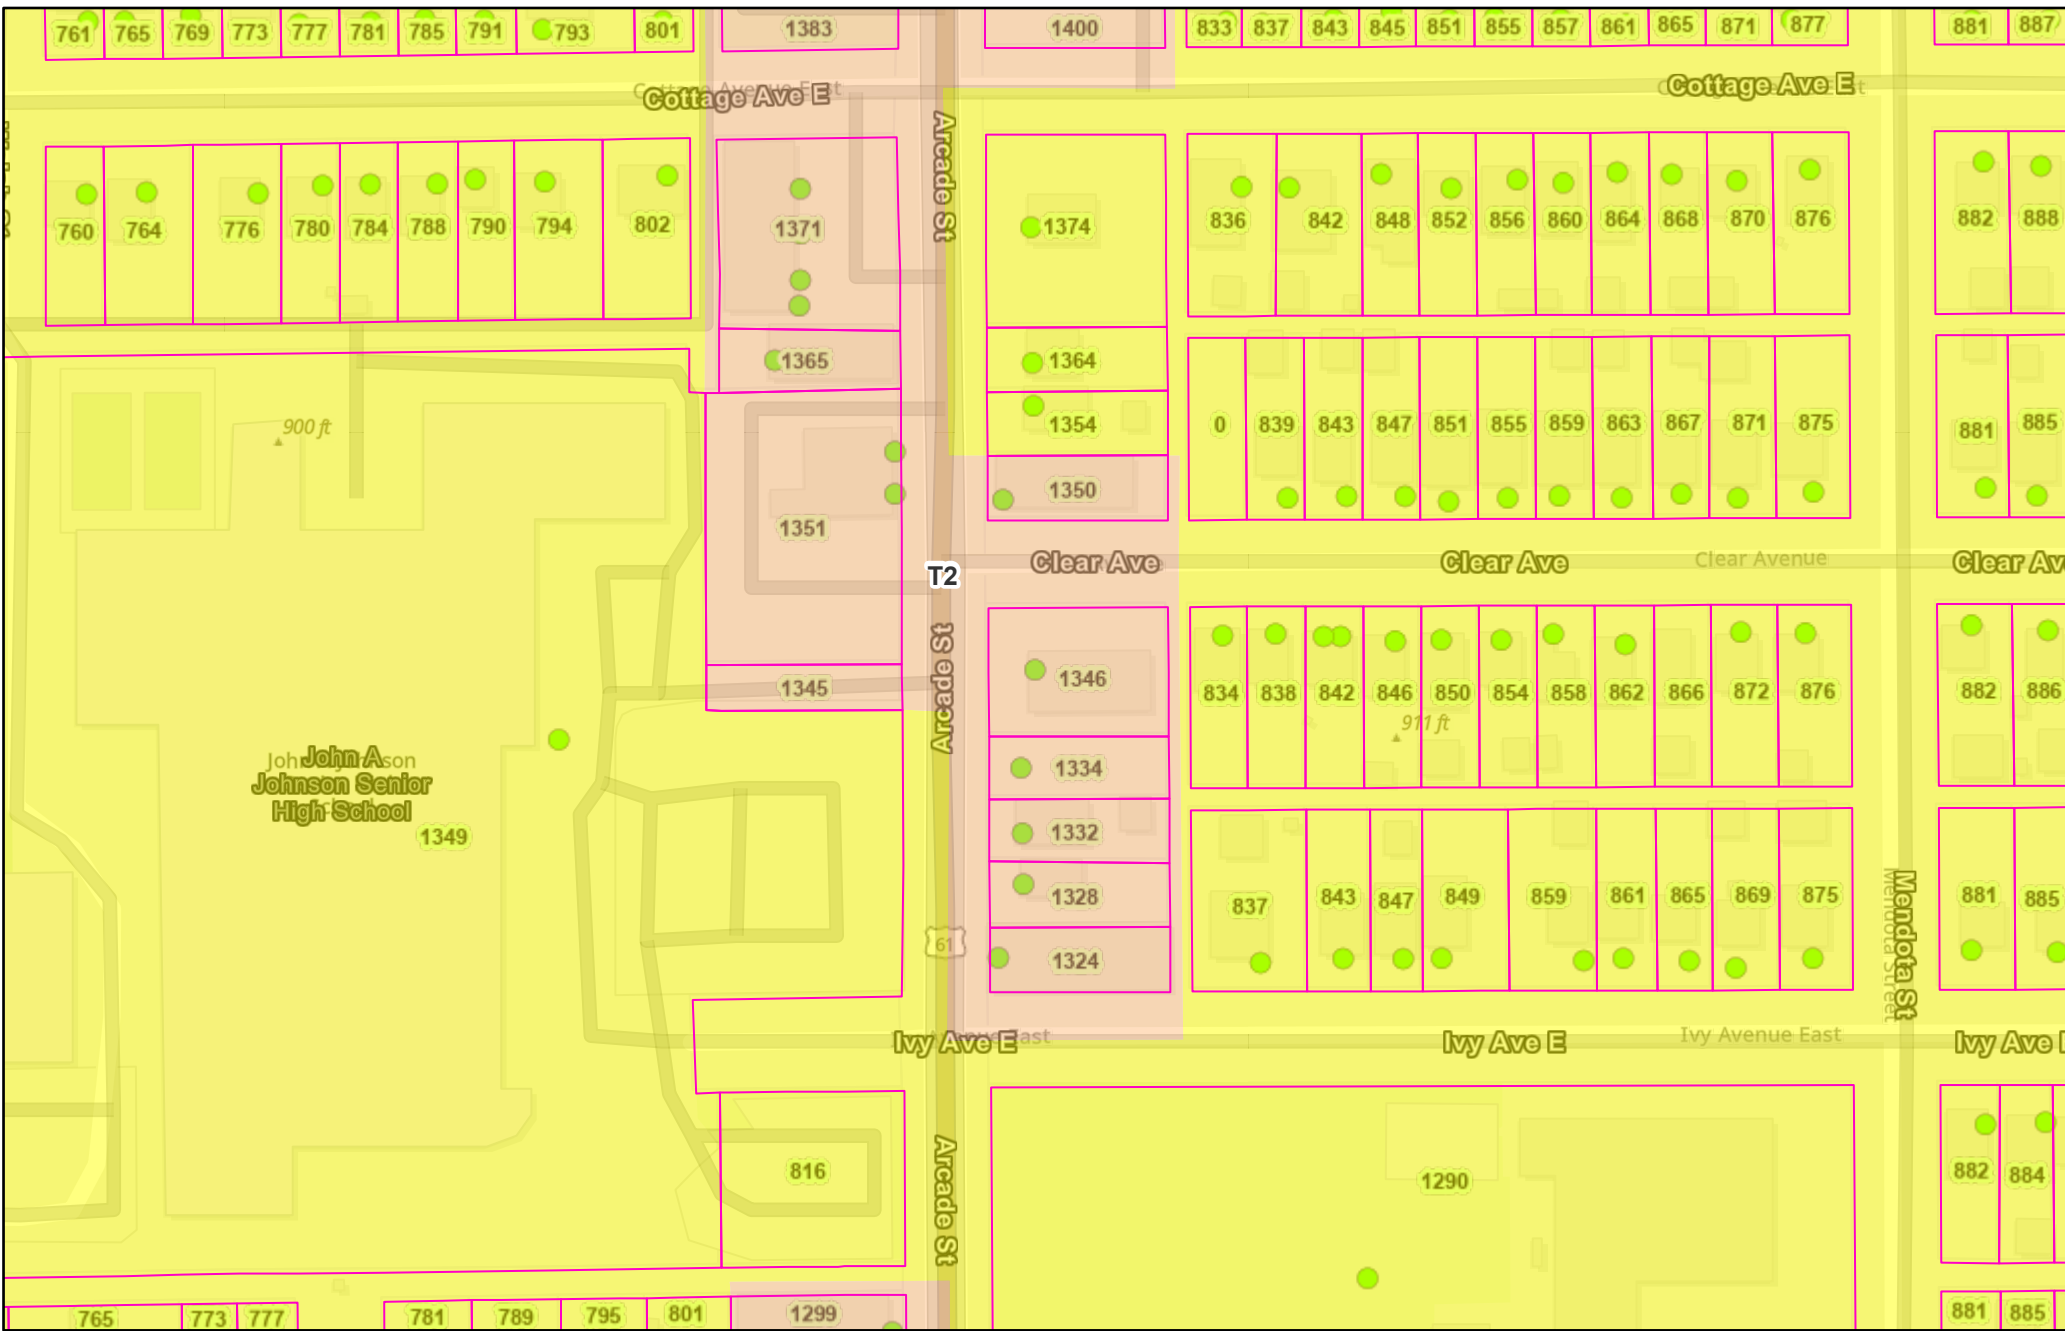 761 765 769 773 777 781 785 791 793 801 1383 1400 833 837 843 845 851 855 857 861 865 871 877 881 887
Cottage Ave E
Cottage Ave E
Arcade St
760 764 776 780 784 788 790 794 802 1371 1374 836 842 848 852 856 860 864 868 870 876 882 888
1365 1364
900 ft
1354 0 839 843 847 851 855 859 863 867 871 875 881 885
1350
1351
T2
Clear Ave
Clear Ave
Clear Avenue
Clear Av
1345 1346 834 838 842 846 850 854 858 862 866 872 876 882 886
911 ft
Arcade St
John A
Johnson Senior
High School
1349
1334
1332
1328
1324
837 843 847 849 859 861 865 869 875 881 885
61
Mendota St
Mendota Street
Ivy Ave E
Avenue East
Ivy Ave E
Ivy Avenue East
Ivy Ave
816 1290 882 884
Arcade St
765 773 777 781 789 795 801 1299 881 885